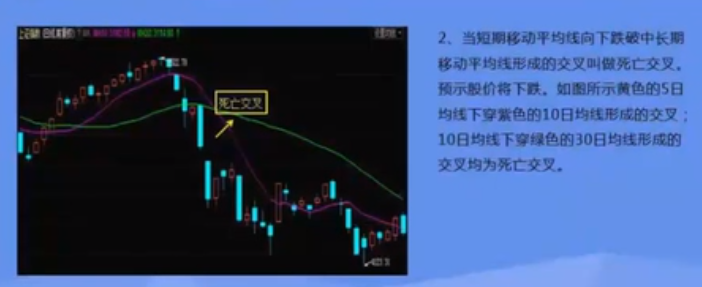 死亡交叉
2、当短期移动平均线向下跌破中长期
移动平均线形成的交叉叫做死亡交叉。
预示股价将下跌。如图所示黄色的5日
均线下穿紫色的10日均线形成的交叉；
10日均线下穿绿色的30日均线形成的
交叉均为死亡交叉。